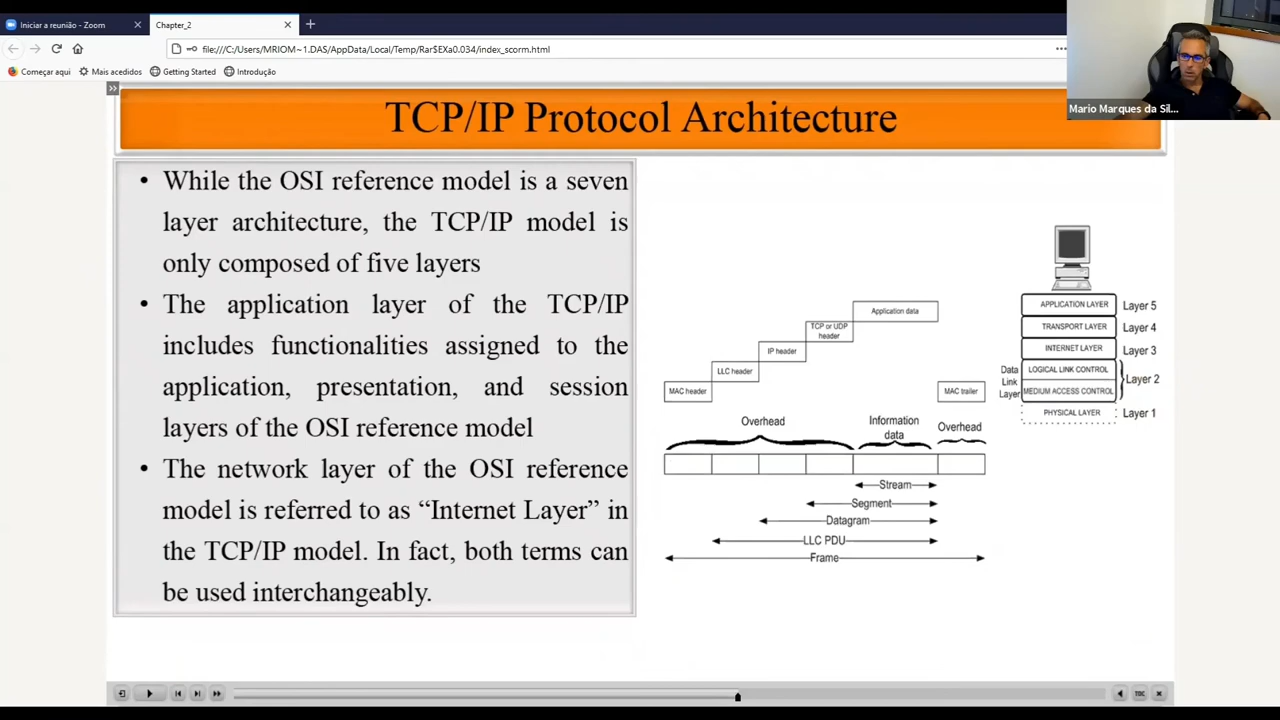 Iniciar a reunião - Zoom
Chapter_2
file:///C:/Users/MRIOM~1.DAS/AppData/Local/Temp/Rar$EXa0.034/index_scorm.html
Começar aqui
Mais acedidos
Getting Started
Introdução
Mario Marques da Sil...
TCP/IP Protocol Architecture
• While the OSI reference model is a seven
layer architecture, the TCP/IP model is
only composed of five layers
• The application layer of the TCP/IP
includes functionalities assigned to the
application, presentation, and session
layers of the OSI reference model
• The network layer of the OSI reference
model is referred to as “Internet Layer” in
the TCP/IP model. In fact, both terms can
be used interchangeably.
Application data
TCP or UDP
header
IP header
LLC header
MAC header
MAC trailer
Overhead
Information
data
Overhead
Stream
Segment
Datagram
LLC PDU
Frame
APPLICATION LAYER Layer 5
TRANSPORT LAYER Layer 4
INTERNET LAYER Layer 3
Data
Link
Layer
LOGICAL LINK CONTROL
MEDIUM ACCESS CONTROL
Layer 2
PHYSICAL LAYER Layer 1
TOC